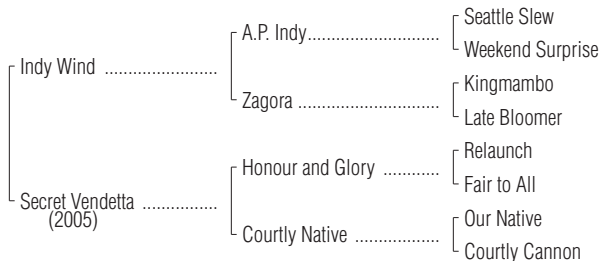 Seattle Slew
A.P. Indy
Weekend Surprise
Indy Wind
Kingmambo
Zagora
Late Bloomer
Relaunch
Honour and Glory
Fair to All
Secret Vendetta
(2005)
Our Native
Courtly Native
Courtly Cannon